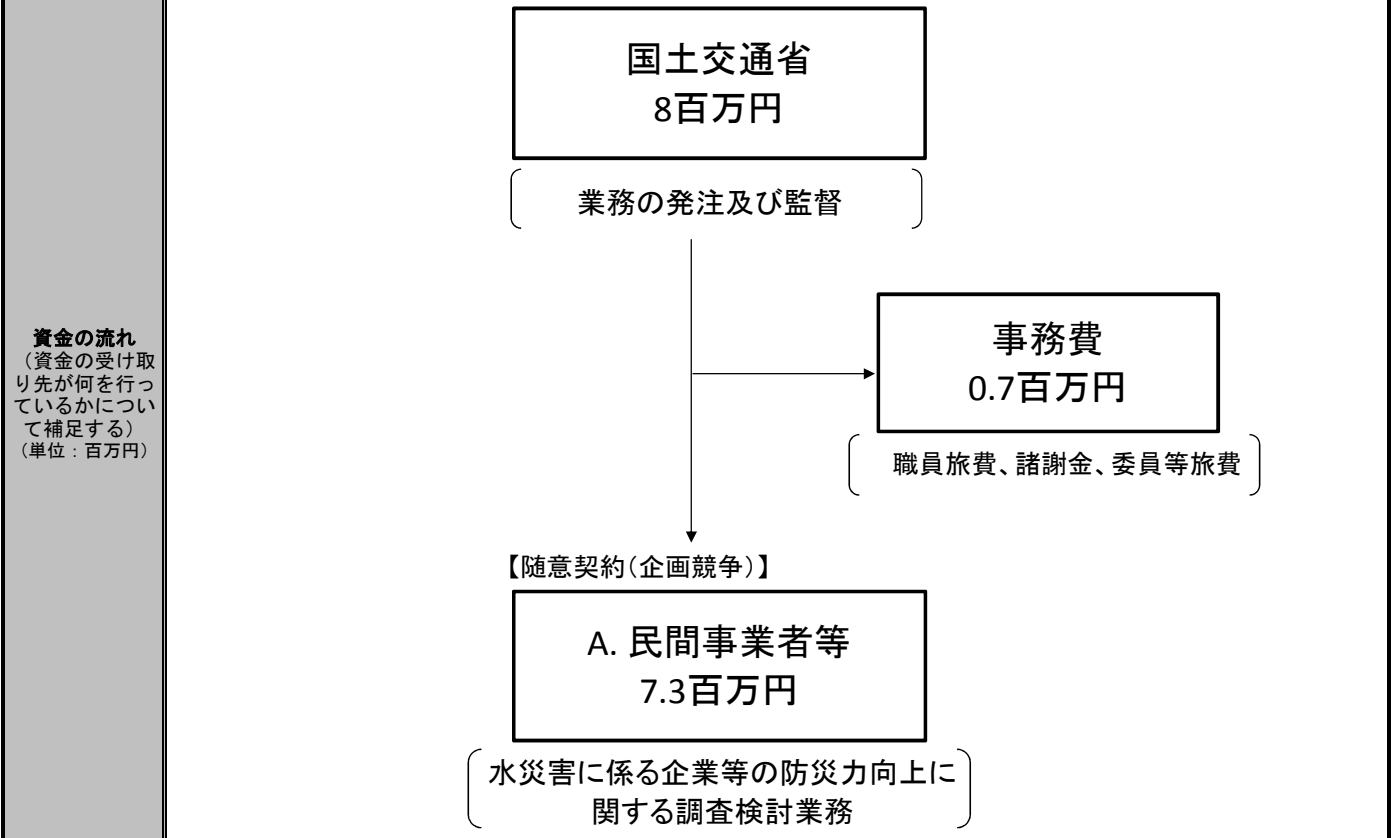 国土交通省
8百万円
業務の発注及び監督
資金の流れ
（資金の受け取
り先が何を行っ
ているかについ
て補足する）
（単位：百万円）
事務費
0.7百万円
職員旅費、諸謝金、委員等旅費
【随意契約（企画競争）】
A. 民間事業者等
7.3百万円
水災害に係る企業等の防災力向上に
関する調査検討業務